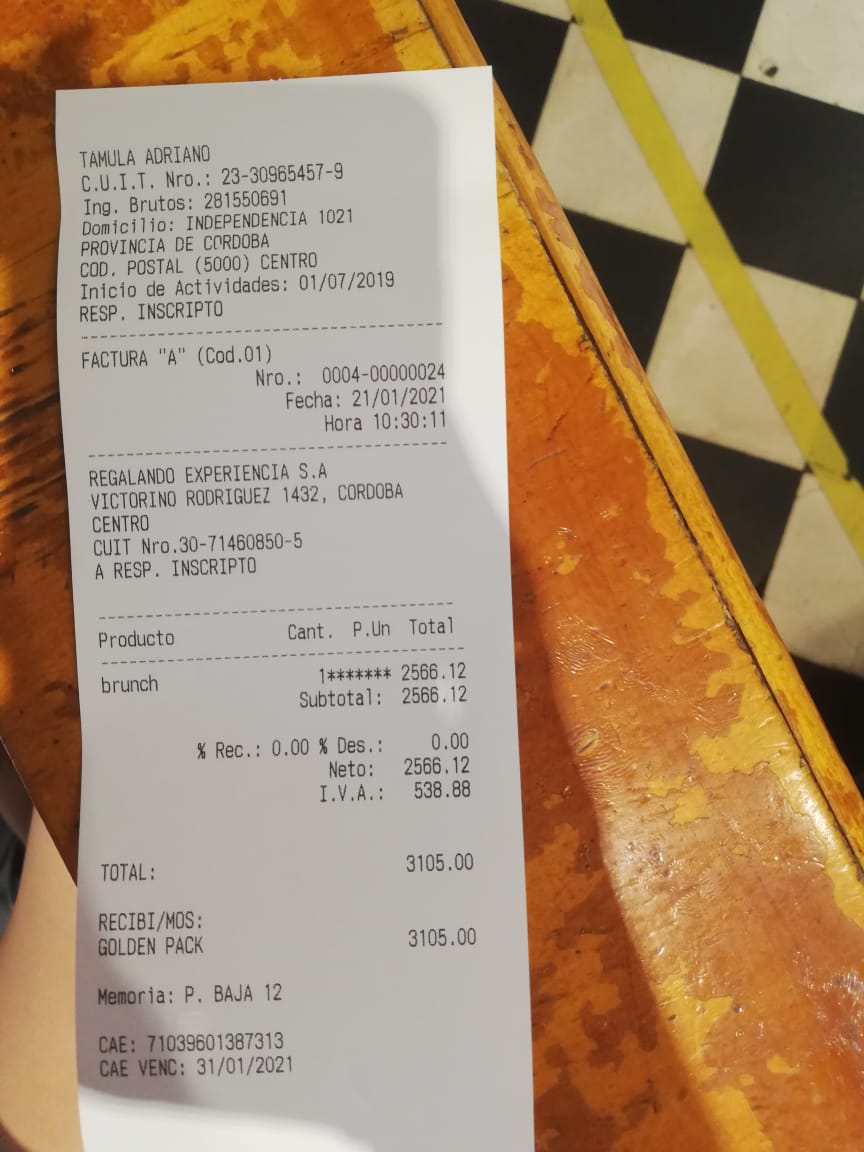 TAMULA ADRIANO
C.U.I.T. Nro.: 23-30965457-9
Ing. Brutos: 281550691
Domicilio: INDEPENDENCIA 1021
PROVINCIA DE CORDOBA
COD. POSTAL (5000) CENTRO
Inicio de Actividades: 01/07/2019
RESP. INSCRIPTO
--------------------------------
FACTURA "A" (Cod.01)
Nro.: 0004-00000024
Fecha: 21/01/2021
Hora 10:30:11
--------------------------------
REGALANDO EXPERIENCIA S.A
VICTORINO RODRIGUEZ 1432, CORDOBA
CENTRO
CUIT Nro.30-71460850-5
A RESP. INSCRIPTO
--------------------------------
Producto Cant. P.Un Total
--------------------------------
brunch 1******* 2566.12
Subtotal: 2566.12
% Rec.: 0.00 % Des.: 0.00
Neto: 2566.12
I.V.A.: 538.88
TOTAL: 3105.00
RECIBI/MOS:
GOLDEN PACK 3105.00
Memoria: P. BAJA 12
CAE: 71039601387313
CAE VENC: 31/01/2021